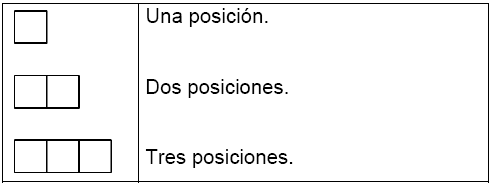 Una posición.
Dos posiciones.
Tres posiciones.